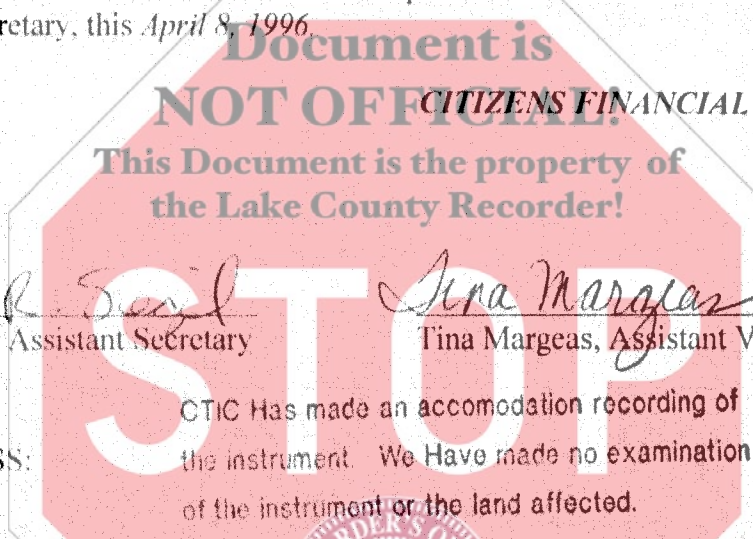 retary, this April 8, 1996.
Document is
NOT OFFICIAL!
CITIZENS FINANCIAL
This Document is the property of
the Lake County Recorder!
STOP
R.
Tina Margeas
Assistant Secretary
Tina Margeas, Assistant V
CTIC Has made an accomodation recording of
the instrument. We Have made no examination
SS:
of the instrument or the land affected.
RDER'S O